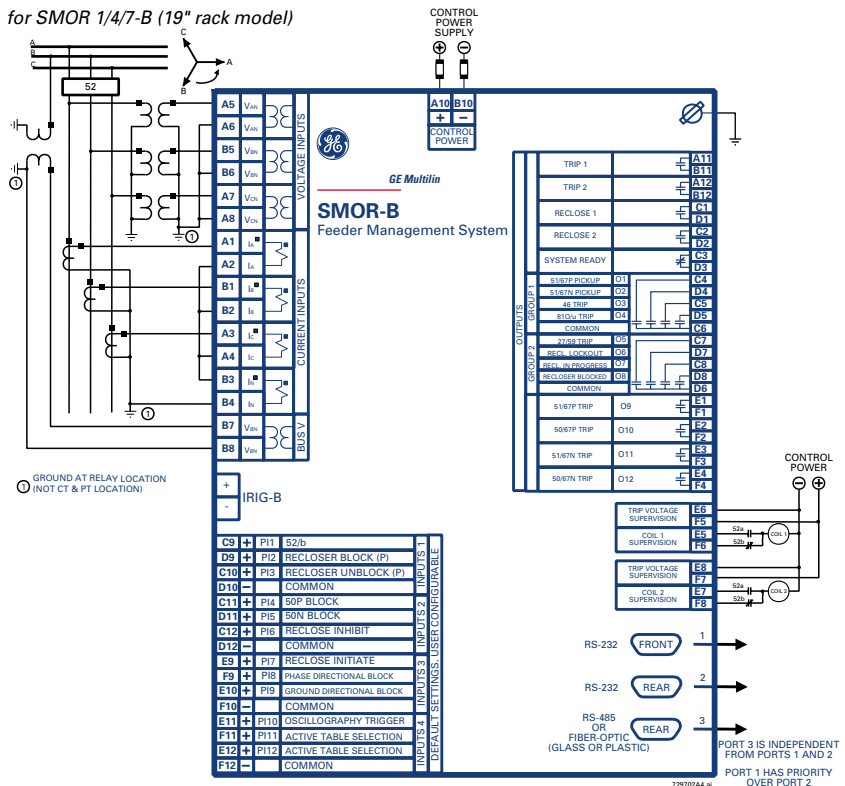 for SMOR 1/4/7-B (19" rack model)
CONTROL
POWER
SUPPLY
A
B
C
C
A
B
52
A10 B10
+ −
CONTROL
POWER
A5 VAN
A6 VAN
B5 VBN
B6 VBN
A7 VCN
A8 VCN
VOLTAGE INPUTS
A1 IA
A2 IA
B1 IB
B2 IB
A3 IC
A4 IC
B3 IN
B4 IN
CURRENT INPUTS
B7 VBN
B8 VBN
BUS V
1
1
1
1 GROUND AT RELAY LOCATION
(NOT CT & PT LOCATION)
GE Multilin
SMOR-B
Feeder Management System
+
-
IRIG-B
C9 + PI1 52/b
D9 + PI2 RECLOSER BLOCK (P)
C10 + PI3 RECLOSER UNBLOCK (P)
D10 − COMMON
INPUTS 1
C11 + PI4 50P BLOCK
D11 + PI5 50N BLOCK
C12 + PI6 RECLOSE INHIBIT
D12 − COMMON
INPUTS 2
E9 + PI7 RECLOSE INITIATE
F9 + PI8 PHASE DIRECTIONAL BLOCK
E10 + PI9 GROUND DIRECTIONAL BLOCK
F10 − COMMON
INPUTS 3
E11 + PI10 OSCILLOGRAPHY TRIGGER
F11 + PI11 ACTIVE TABLE SELECTION
E12 + PI12 ACTIVE TABLE SELECTION
F12 − COMMON
INPUTS 4
DEFAULT SETTINGS. USER CONFIGURABLE
OUTPUTS
TRIP 1 A11
B11
TRIP 2 A12
B12
RECLOSE 1 C1
D1
RECLOSE 2 C2
D2
SYSTEM READY C3
D3
GROUP 1
51/67P PICKUP O1 C4
51/67N PICKUP O2 D4
46 TRIP O3 C5
81O/u TRIP O4 D5
COMMON C6
GROUP 2
27/59 TRIP O5 C7
RECL. LOCKOUT O6 D7
RECL. IN PROGRESS O7 C8
RECLOSER BLOCKED O8 D8
COMMON D6
51/67P TRIP O9 E1
F1
50/67P TRIP O10 E2
F2
51/67N TRIP O11 E3
F3
50/67N TRIP O12 E4
F4
CONTROL
POWER
− +
TRIP VOLTAGE
SUPERVISION
E6
F5
COIL 1
SUPERVISION
E5
F6
52a
52b
COIL 1
TRIP VOLTAGE
SUPERVISION
E8
F7
COIL 2
SUPERVISION
E7
F8
52a
52b
COIL 2
RS-232 FRONT 1
RS-232 REAR 2
RS-485
OR
FIBER-OPTIC
(GLASS OR PLASTIC)
REAR 3
PORT 3 IS INDEPENDENT
FROM PORTS 1 AND 2
PORT 1 HAS PRIORITY
OVER PORT 2
729702A4.ai